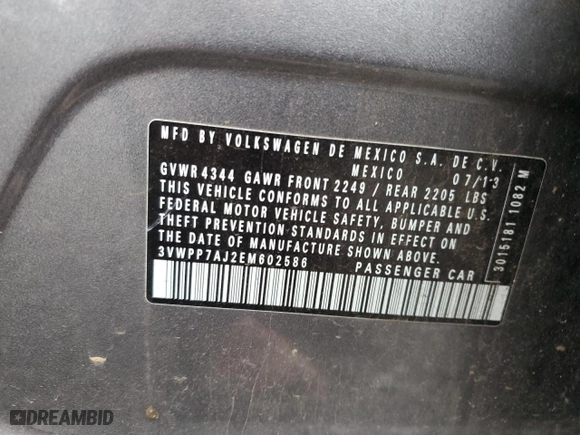 MFD BY VOLKSWAGEN DE MEXICO S.A. DE C.V.
MEXICO 07/13
GVWR 4344 GAWR FRONT 2249 / REAR 2205 LBS
THIS VEHICLE CONFORMS TO ALL APPLICABLE U.S.
FEDERAL MOTOR VEHICLE SAFETY, BUMPER AND
THEFT PREVENTION STANDARDS IN EFFECT ON
THE DATE OF MANUFACTURE SHOWN ABOVE.
3VWPP7AJ2EM602586 PASSENGER CAR
3015181 1082 M
DREAMBID